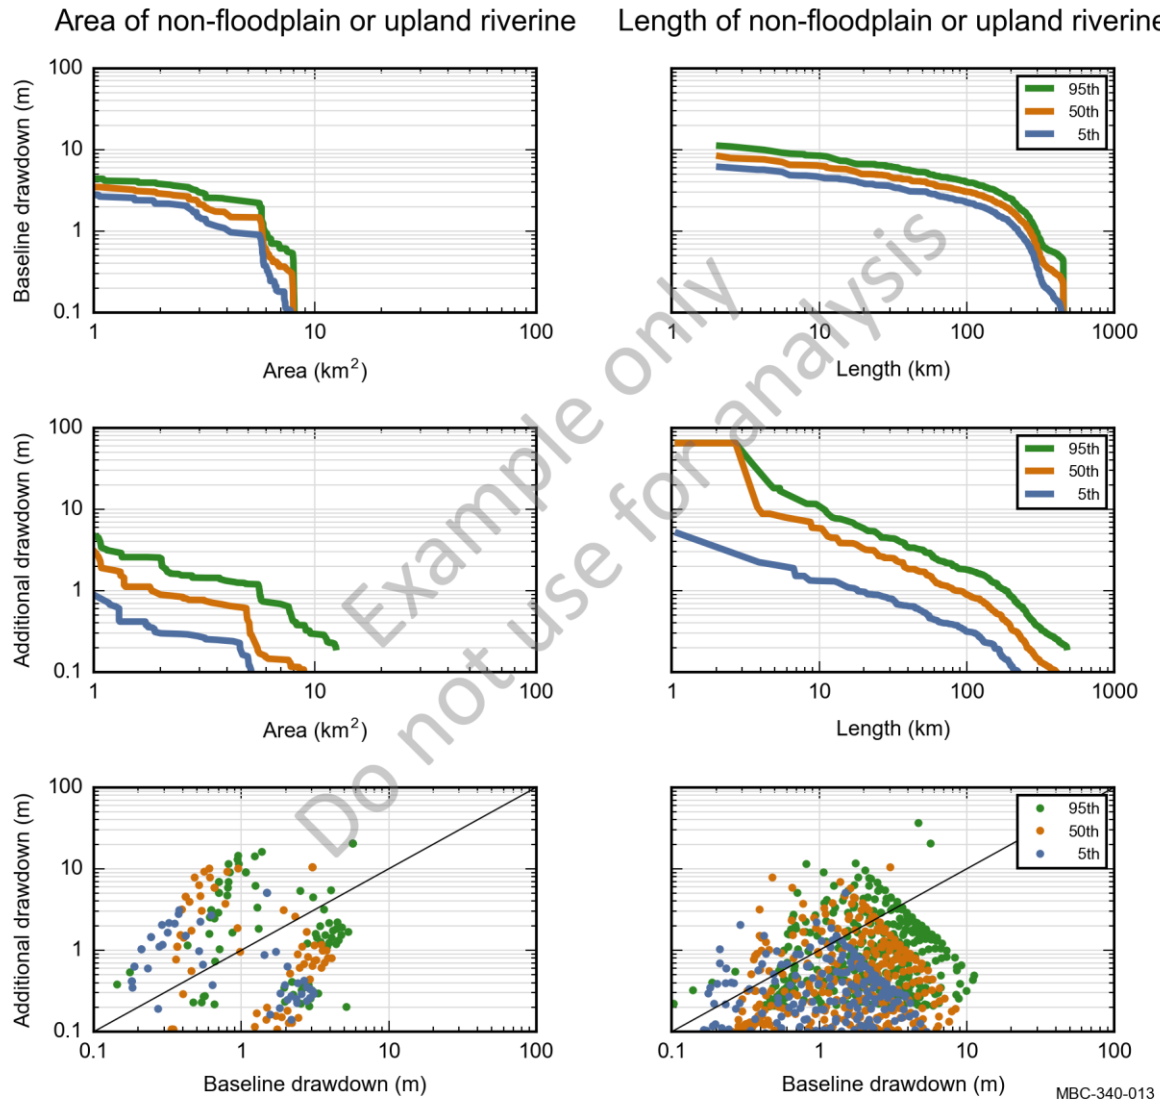 Area of non-floodplain or upland riverine
Length of non-floodplain or upland riverine
Baseline drawdown (m)
100
10
1
0.1
1
10
100
Area (km²)
95th
50th
5th
1
10
100
1000
Length (km)
Additional drawdown (m)
100
10
1
0.1
1
10
100
Area (km²)
95th
50th
5th
1
10
100
1000
Length (km)
Additional drawdown (m)
100
10
1
0.1
0.1
1
10
100
Baseline drawdown (m)
95th
50th
5th
0.1
1
10
100
Baseline drawdown (m)
Example only
Do not use for analysis
MBC-340-013